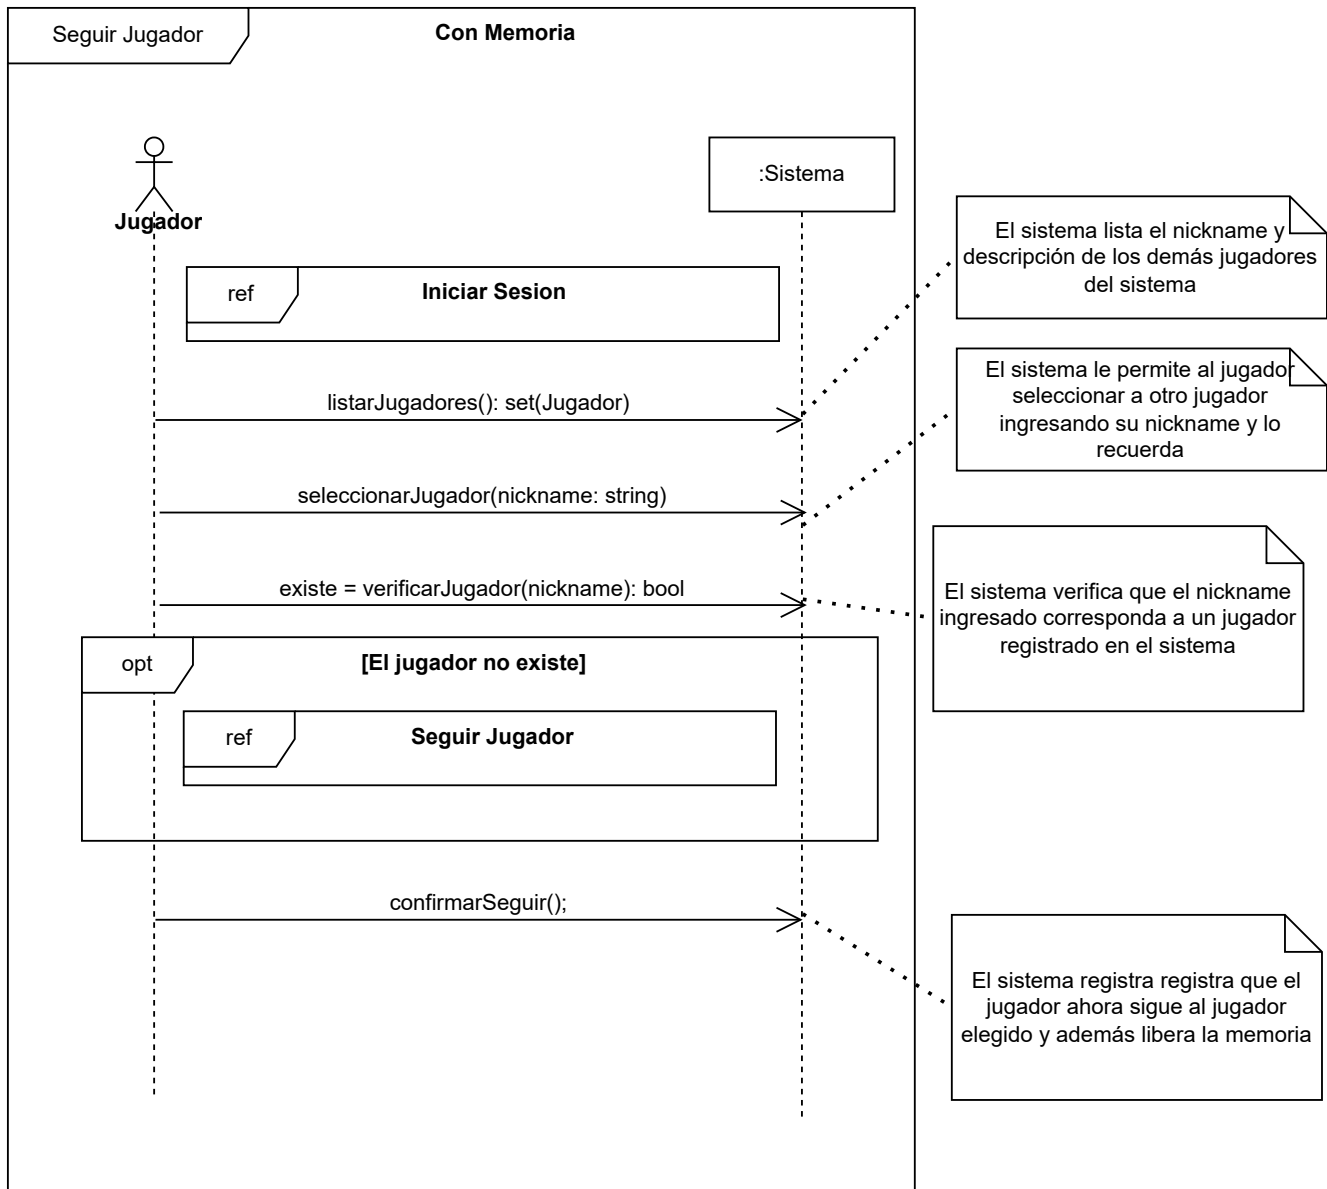 Seguir Jugador
Con Memoria
:Sistema
Jugador
El sistema lista el nickname y
descripción de los demás jugadores
del sistema
ref
Iniciar Sesion
El sistema le permite al jugador
seleccionar a otro jugador
ingresando su nickname y lo
recuerda
listarJugadores(): set(Jugador)
seleccionarJugador(nickname: string)
existe = verificarJugador(nickname): bool
El sistema verifica que el nickname
ingresado corresponda a un jugador
registrado en el sistema
opt
[El jugador no existe]
ref
Seguir Jugador
confirmarSeguir();
El sistema registra registra que el
jugador ahora sigue al jugador
elegido y además libera la memoria